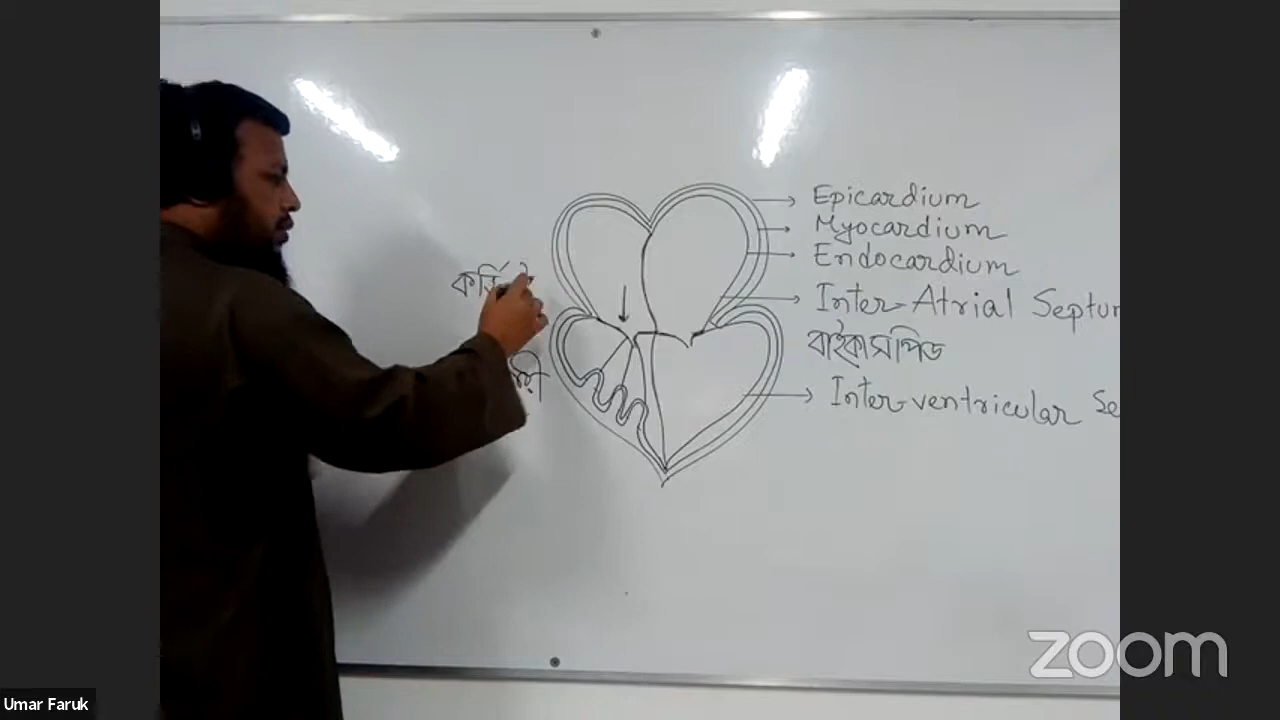 Epicardium
Myocardium
Endocardium
Inter-Atrial Septum
বাইকাসপিড
Inter-ventricular Se
zoom
Umar Faruk